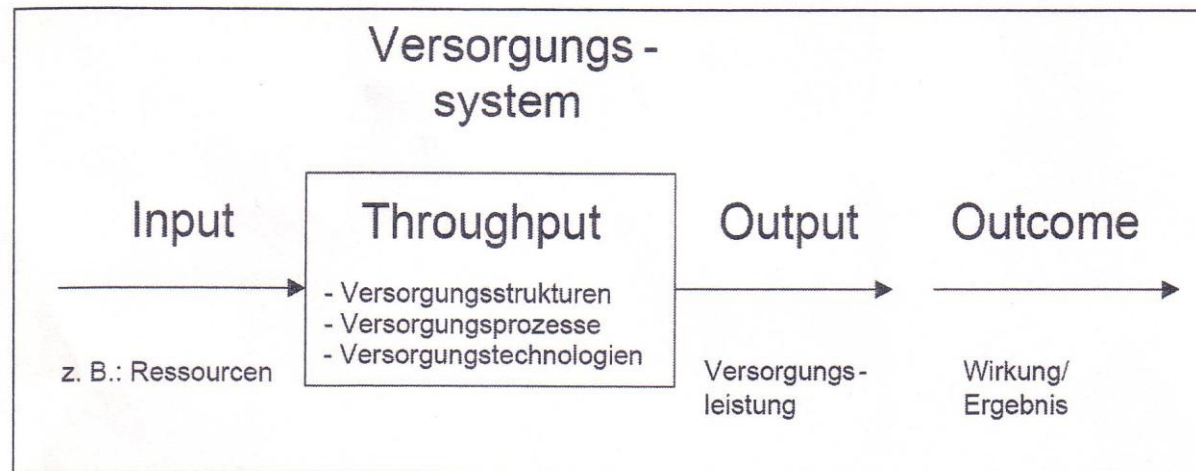 Versorgungs -
system
Input
Throughput
Output
Outcome
- Versorgungsstrukturen
- Versorgungsprozesse
- Versorgungstechnologien
z. B.: Ressourcen
Versorgungs-
leistung
Wirkung/
Ergebnis